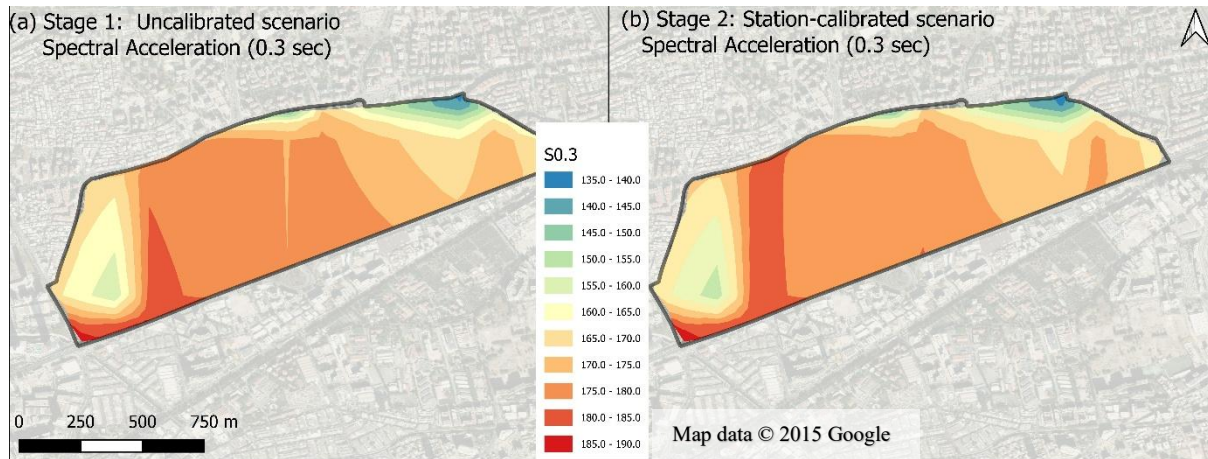 (a) Stage 1: Uncalibrated scenario
Spectral Acceleration (0.3 sec)
(b) Stage 2: Station-calibrated scenario
Spectral Acceleration (0.3 sec)
S0.3
135.0 - 140.0
140.0 - 145.0
145.0 - 150.0
150.0 - 155.0
155.0 - 160.0
160.0 - 165.0
165.0 - 170.0
170.0 - 175.0
175.0 - 180.0
180.0 - 185.0
185.0 - 190.0
0 250 500 750 m
Map data © 2015 Google